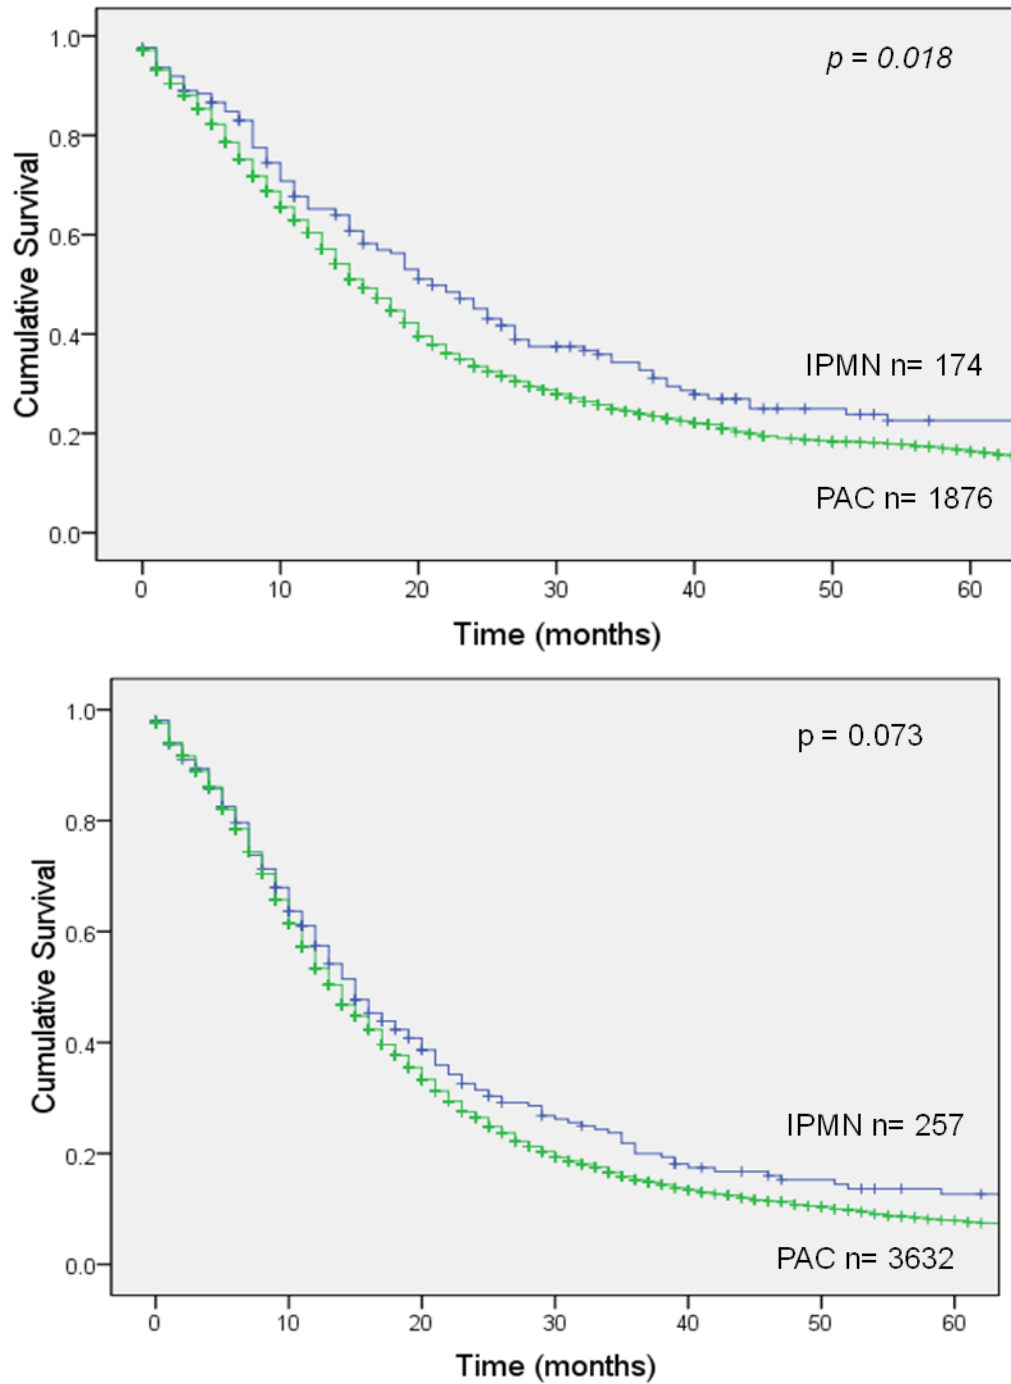 1.0
p = 0.018
0.8
Cumulative Survival
0.6
0.4
IPMN n= 174
0.2
PAC n= 1876
0.0
0 10 20 30 40 50 60
Time (months)
1.0
p = 0.073
0.8
Cumulative Survival
0.6
0.4
IPMN n= 257
0.2
PAC n= 3632
0.0
0 10 20 30 40 50 60
Time (months)